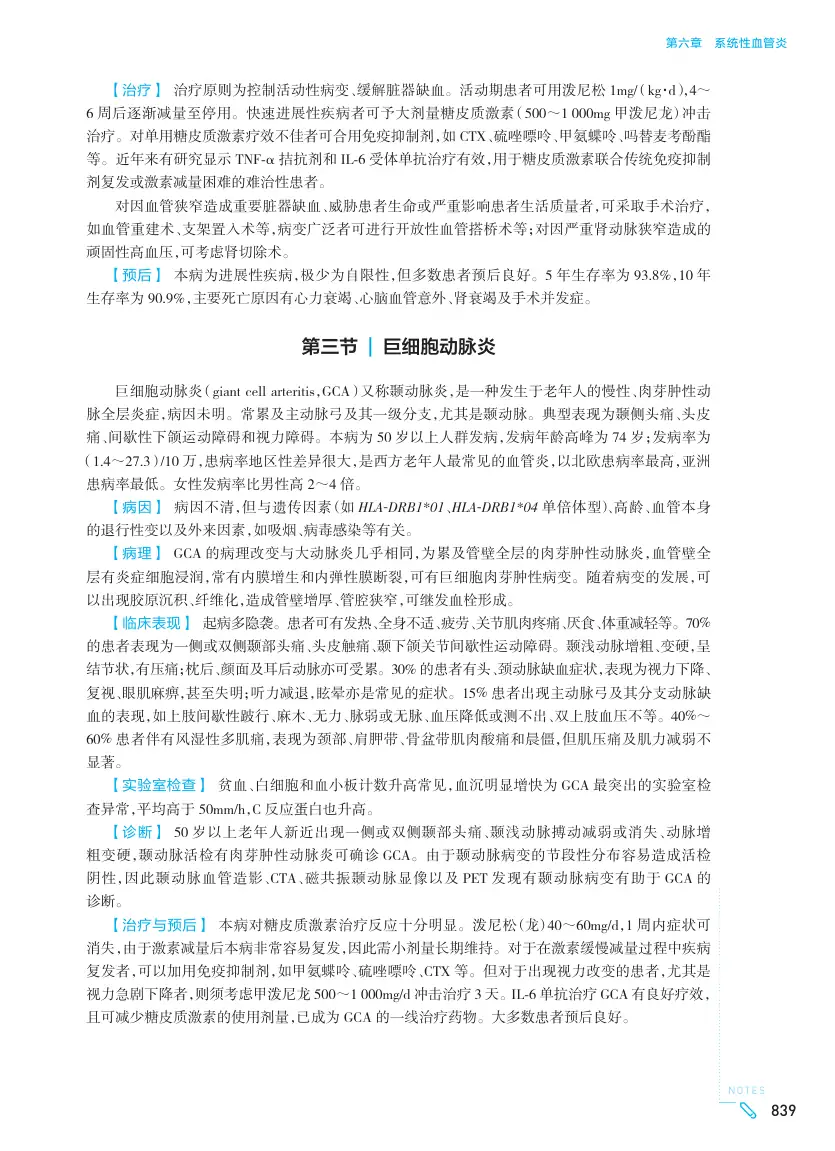 第六章 系统性血管炎
【治疗】 治疗原则为控制活动性病变、缓解脏器缺血。活动期患者可用泼尼松 1mg/(kg·d),4～
6 周后逐渐减量至停用。快速进展性疾病者可予大剂量糖皮质激素(500～1 000mg 甲泼尼龙)冲击
治疗。对单用糖皮质激素疗效不佳者可合用免疫抑制剂,如 CTX、硫唑嘌呤、甲氨蝶呤、吗替麦考酚酯
等。近年来有研究显示 TNF-α 拮抗剂和 IL-6 受体单抗治疗有效,用于糖皮质激素联合传统免疫抑制
剂复发或激素减量困难的难治性患者。
对因血管狭窄造成重要脏器缺血、威胁患者生命或严重影响患者生活质量者,可采取手术治疗,
如血管重建术、支架置入术等,病变广泛者可进行开放性血管搭桥术等;对因严重肾动脉狭窄造成的
顽固性高血压,可考虑肾切除术。
【预后】 本病为进展性疾病,极少为自限性,但多数患者预后良好。5 年生存率为 93.8%,10 年
生存率为 90.9%,主要死亡原因有心力衰竭、心脑血管意外、肾衰竭及手术并发症。
第三节 | 巨细胞动脉炎
巨细胞动脉炎(giant cell arteritis,GCA)又称颞动脉炎,是一种发生于老年人的慢性、肉芽肿性动
脉全层炎症,病因未明。常累及主动脉弓及其一级分支,尤其是颞动脉。典型表现为颞侧头痛、头皮
痛、间歇性下颌运动障碍和视力障碍。本病为 50 岁以上人群发病,发病年龄高峰为 74 岁;发病率为
(1.4～27.3)/10 万,患病率地区性差异很大,是西方老年人最常见的血管炎,以北欧患病率最高,亚洲
患病率最低。女性发病率比男性高 2～4 倍。
【病因】 病因不清,但与遗传因素(如 HLA-DRB1*01、HLA-DRB1*04 单倍体型)、高龄、血管本身
的退行性变以及外来因素,如吸烟、病毒感染等有关。
【病理】 GCA 的病理改变与大动脉炎几乎相同,为累及管壁全层的肉芽肿性动脉炎,血管壁全
层有炎症细胞浸润,常有内膜增生和内弹性膜断裂,可有巨细胞肉芽肿性病变。随着病变的发展,可
以出现胶原沉积、纤维化,造成管壁增厚、管腔狭窄,可继发血栓形成。
【临床表现】 起病多隐袭。患者可有发热、全身不适、疲劳、关节肌肉疼痛、厌食、体重减轻等。70%
的患者表现为一侧或双侧颞部头痛、头皮触痛、颞下颌关节间歇性运动障碍。颞浅动脉增粗、变硬,呈
结节状,有压痛;枕后、颜面及耳后动脉亦可受累。30% 的患者有头、颈动脉缺血症状,表现为视力下降、
复视、眼肌麻痹,甚至失明;听力减退,眩晕亦是常见的症状。15% 患者出现主动脉弓及其分支动脉缺
血的表现,如上肢间歇性跛行、麻木、无力、脉弱或无脉、血压降低或测不出、双上肢血压不等。40%～
60% 患者伴有风湿性多肌痛,表现为颈部、肩胛带、骨盆带肌肉酸痛和晨僵,但肌压痛及肌力减弱不
显著。
【实验室检查】 贫血、白细胞和血小板计数升高常见,血沉明显增快为 GCA 最突出的实验室检
查异常,平均高于 50mm/h,C 反应蛋白也升高。
【诊断】 50 岁以上老年人新近出现一侧或双侧颞部头痛、颞浅动脉搏动减弱或消失、动脉增
粗变硬,颞动脉活检有肉芽肿性动脉炎可确诊 GCA。由于颞动脉病变的节段性分布容易造成活检
阴性,因此颞动脉血管造影、CTA、磁共振颞动脉显像以及 PET 发现有颞动脉病变有助于 GCA 的
诊断。
【治疗与预后】 本病对糖皮质激素治疗反应十分明显。泼尼松(龙)40～60mg/d,1 周内症状可
消失,由于激素减量后本病非常容易复发,因此需小剂量长期维持。对于在激素缓慢减量过程中疾病
复发者,可以加用免疫抑制剂,如甲氨蝶呤、硫唑嘌呤、CTX 等。但对于出现视力改变的患者,尤其是
视力急剧下降者,则须考虑甲泼尼龙 500～1 000mg/d 冲击治疗 3 天。IL-6 单抗治疗 GCA 有良好疗效,
且可减少糖皮质激素的使用剂量,已成为 GCA 的一线治疗药物。大多数患者预后良好。
NOTES
839